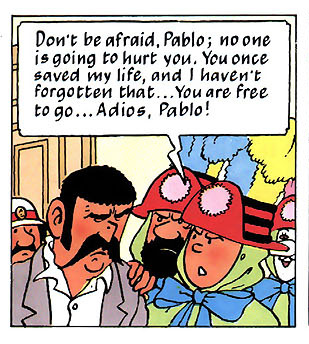 Don't be afraid, Pablo; no one
is going to hurt you. You once
saved my life, and I haven't
forgotten that...You are free
to go... Adios, Pablo!